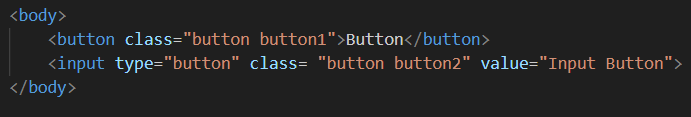 <body>
<button class="button button1">Button</button>
<input type="button" class= "button button2" value="Input Button">
</body>